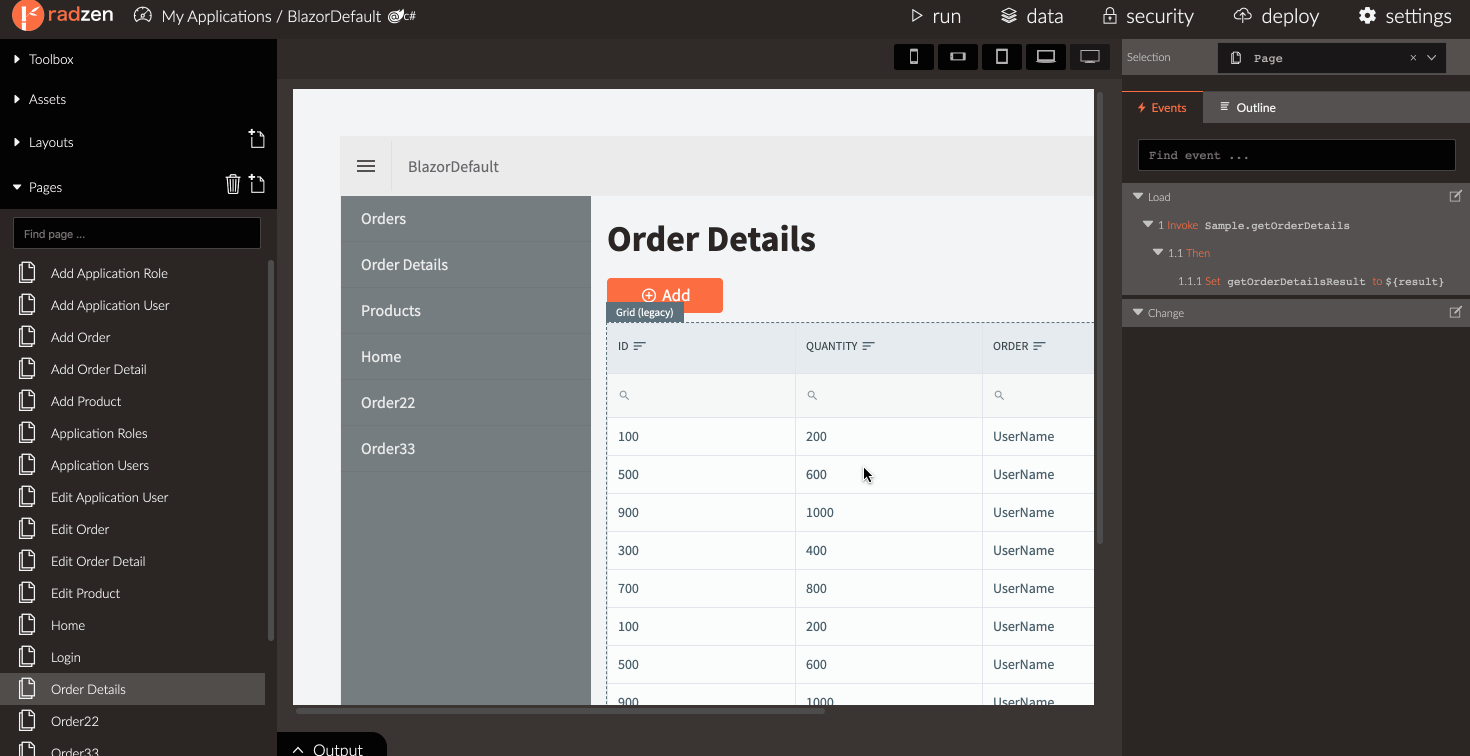 radzen My Applications / BlazorDefault C#
run data security deploy settings
Toolbox
Assets
Layouts
Pages
Find page ...
Add Application Role
Add Application User
Add Order
Add Order Detail
Add Product
Application Roles
Application Users
Edit Application User
Edit Order
Edit Order Detail
Edit Product
Home
Login
Order Details
Order22
Order33
BlazorDefault
Orders
Order Details
Products
Home
Order22
Order33
Order Details
Add
Grid (legacy)
ID QUANTITY ORDER
100 200 UserName
500 600 UserName
900 1000 UserName
300 400 UserName
700 800 UserName
100 200 UserName
500 600 UserName
900 1000 UserName
Output
Selection Page
Events Outline
Find event ...
Load
1 Invoke Sample.getOrderDetails
1.1 Then
1.1.1 Set getOrderDetailsResult to ${result}
Change